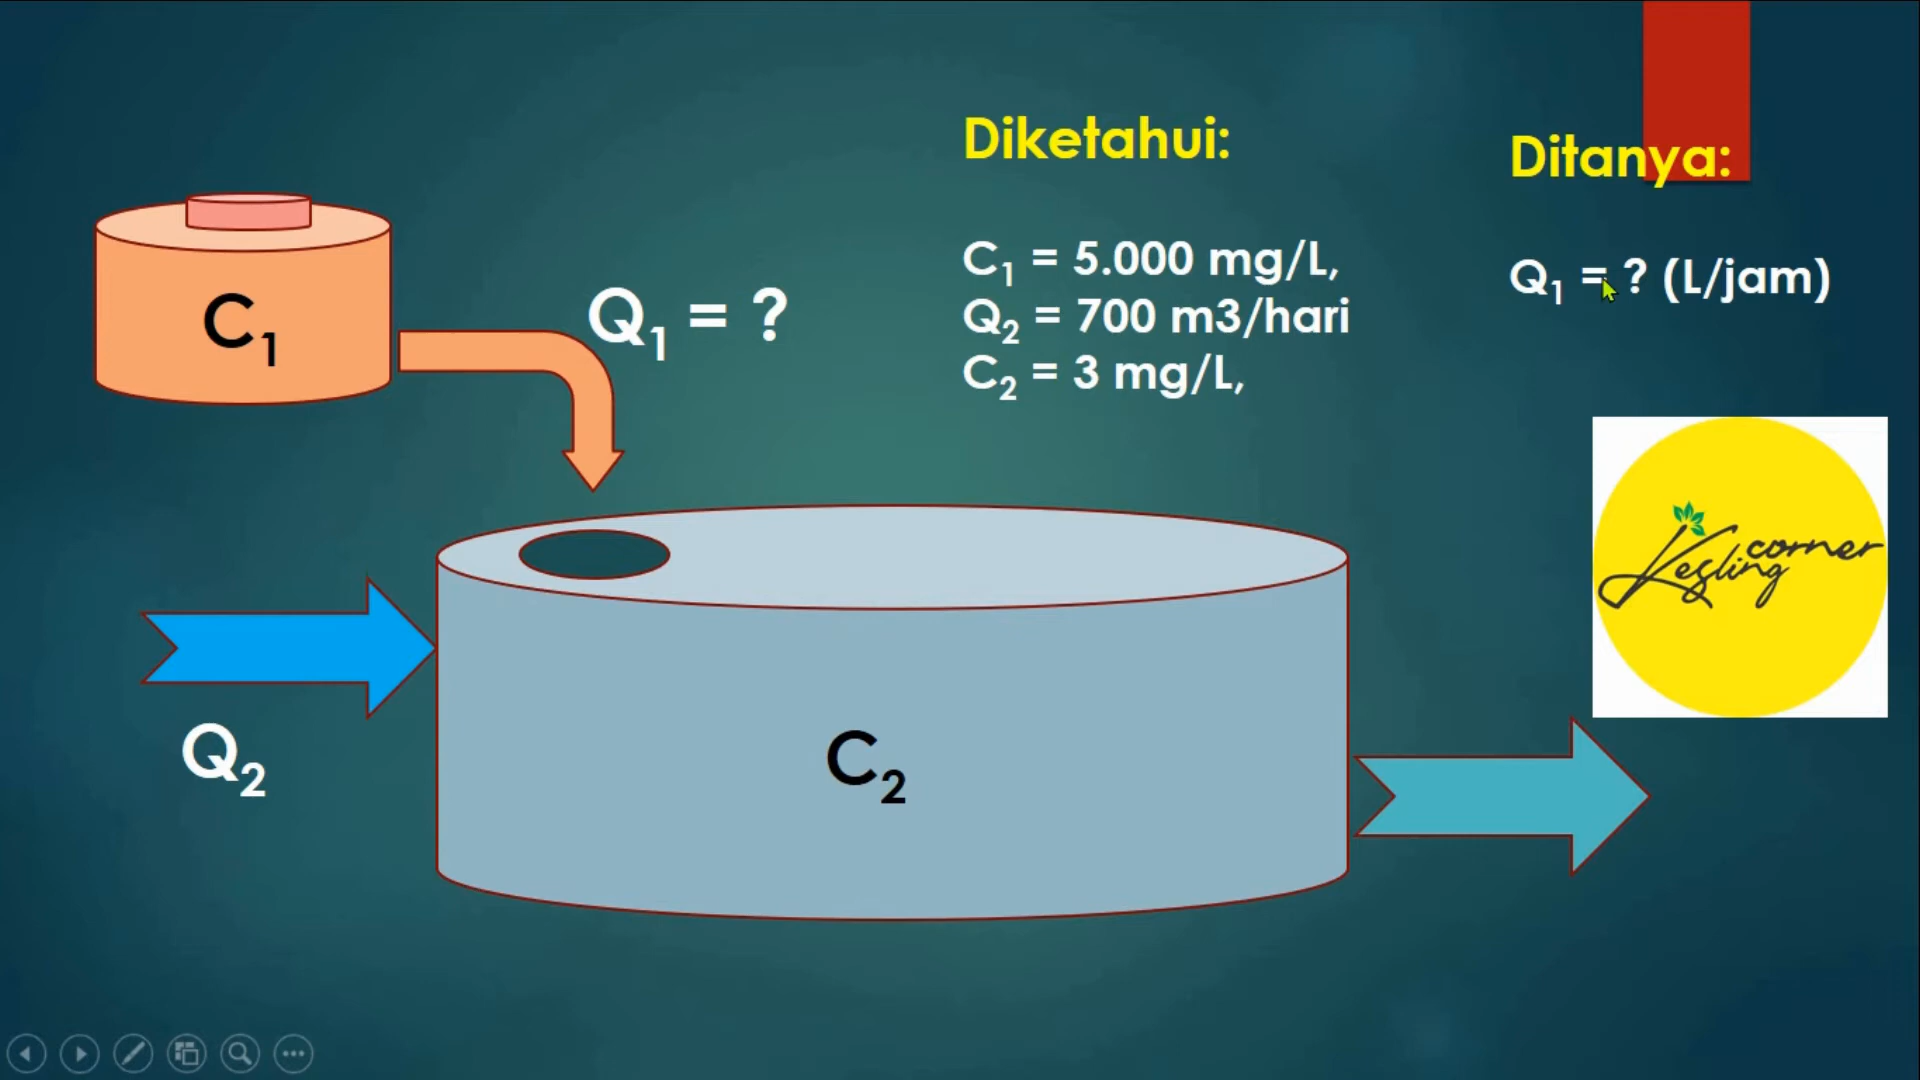 Diketahui:
Ditanya:
C₁ = 5.000 mg/L,
Q₂ = 700 m3/hari
C₂ = 3 mg/L,
Q₁ = ? (L/jam)
C₁
Q₁ = ?
Kesling corner
Q₂
C₂